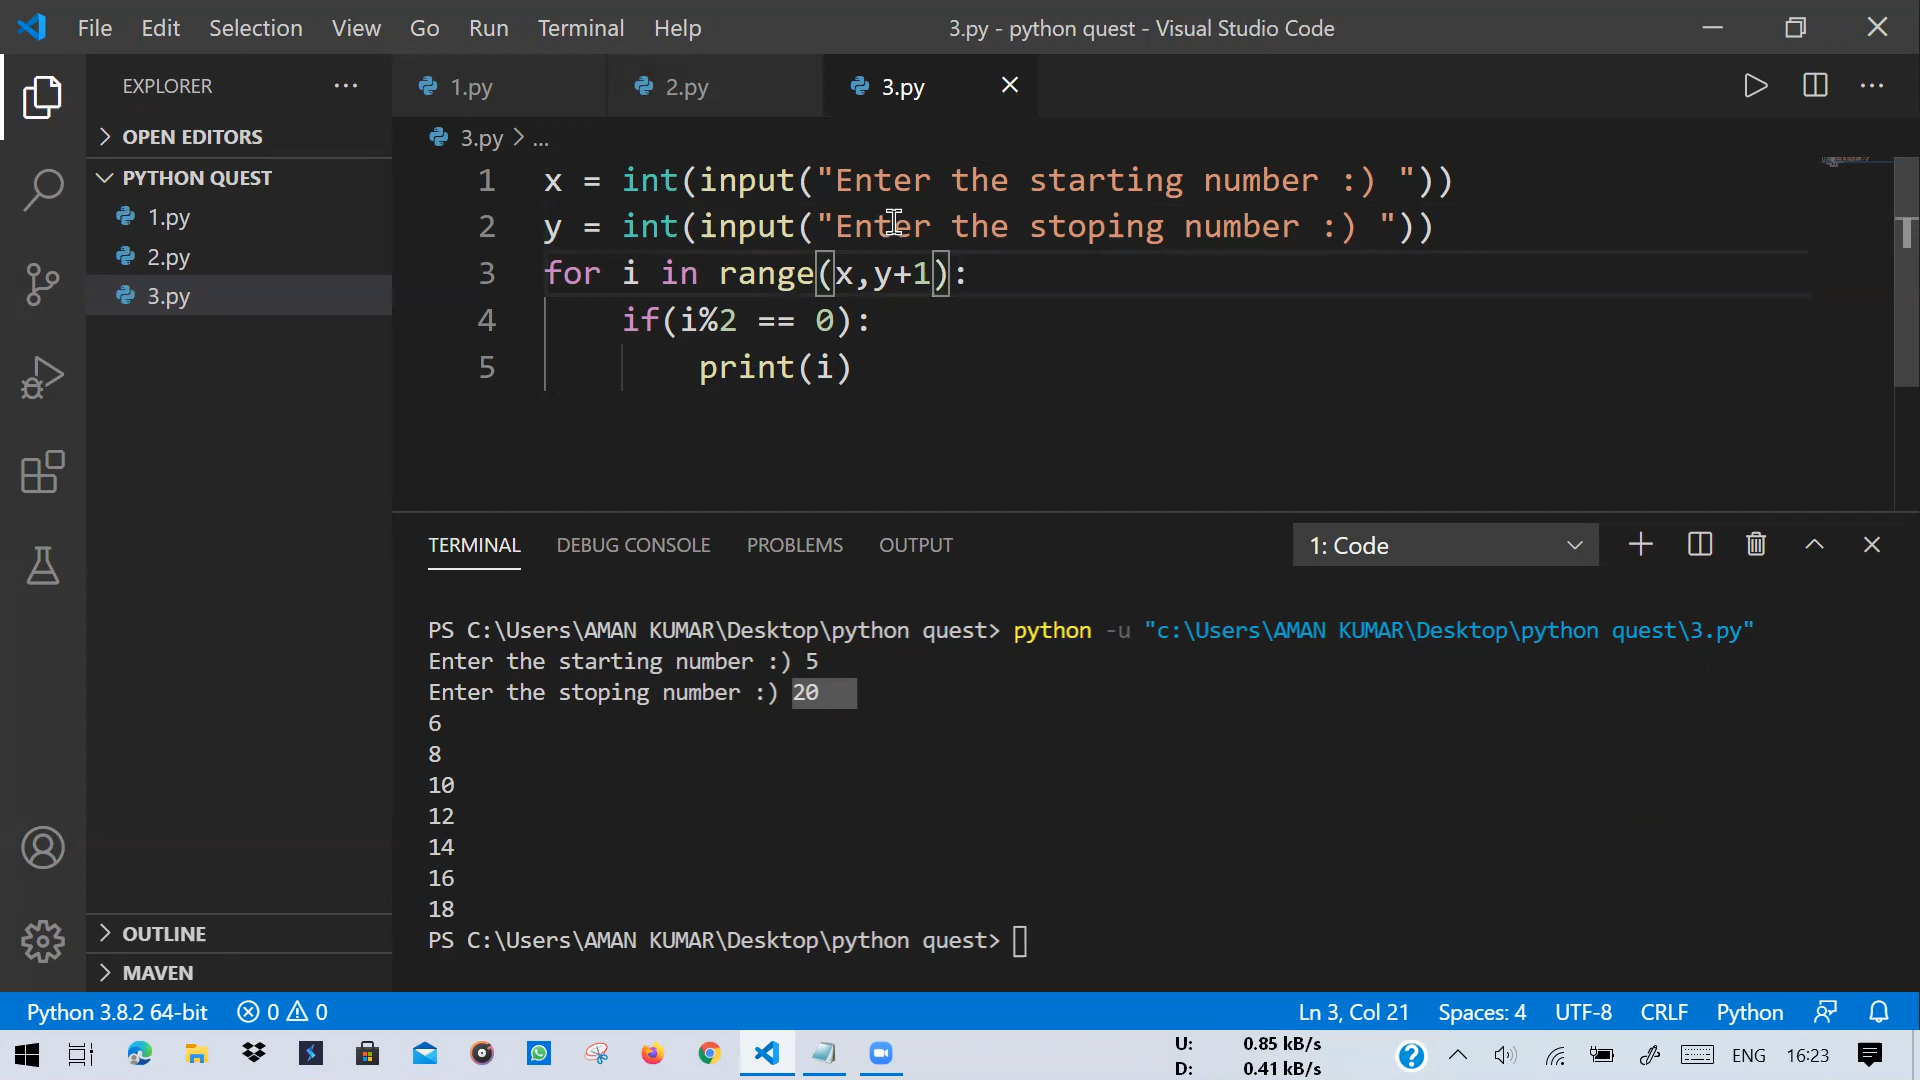 File Edit Selection View Go Run Terminal Help 3.py - python quest - Visual Studio Code
EXPLORER
1.py 2.py 3.py
OPEN EDITORS
3.py > ...
PYTHON QUEST
1.py
2.py
3.py
1 x = int(input("Enter the starting number :) "))
2 y = int(input("Enter the stoping number :) "))
3 for i in range(x,y+1):
4 if(i%2 == 0):
5 print(i)
TERMINAL DEBUG CONSOLE PROBLEMS OUTPUT 1: Code
PS C:\Users\AMAN KUMAR\Desktop\python quest> python -u "c:\Users\AMAN KUMAR\Desktop\python quest\3.py"
Enter the starting number :) 5
Enter the stoping number :) 20
6
8
10
12
14
16
18
PS C:\Users\AMAN KUMAR\Desktop\python quest>
OUTLINE
MAVEN
Python 3.8.2 64-bit 0 0 Ln 3, Col 21 Spaces: 4 UTF-8 CRLF Python
U: 0.85 kB/s
D: 0.41 kB/s
ENG 16:23